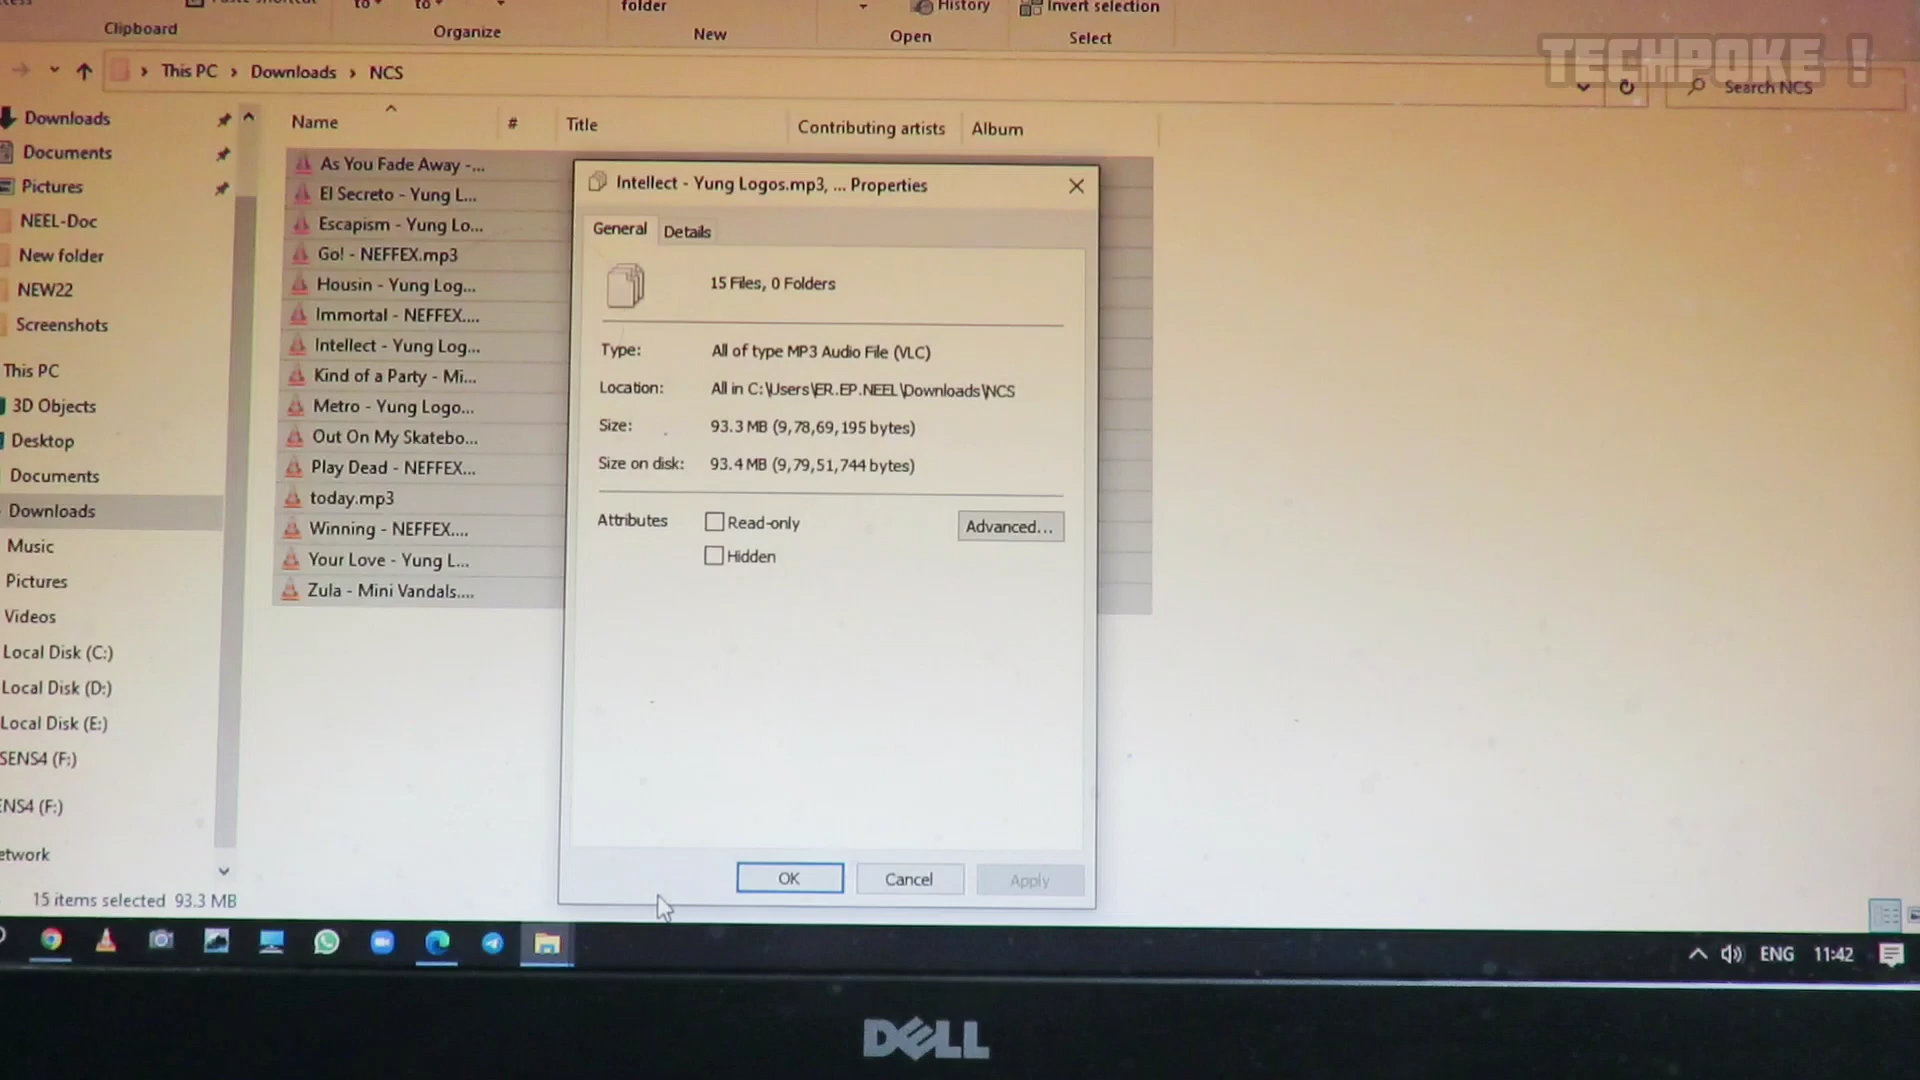 folder
History
Invert selection
Clipboard
Organize
New
Open
Select
TECHPOKE !
This PC
Downloads
NCS
Search NCS
Name
#
Title
Contributing artists
Album
Downloads
Documents
Pictures
NEEL-Doc
New folder
NEW22
Screenshots
This PC
3D Objects
Desktop
Documents
Downloads
Music
Pictures
Videos
Local Disk (C:)
Local Disk (D:)
Local Disk (E:)
SENS4 (F:)
ENS4 (F:)
etwork
As You Fade Away -...
El Secreto - Yung L...
Escapism - Yung Lo...
Go! - NEFFEX.mp3
Housin - Yung Log...
Immortal - NEFFEX....
Intellect - Yung Log...
Kind of a Party - Mi...
Metro - Yung Logo...
Out On My Skatebo...
Play Dead - NEFFEX...
today.mp3
Winning - NEFFEX....
Your Love - Yung L...
Zula - Mini Vandals....
Intellect - Yung Logos.mp3, ... Properties
General
Details
15 Files, 0 Folders
Type: All of type MP3 Audio File (VLC)
Location: All in C:\Users\ER.EP.NEEL\Downloads\NCS
Size: 93.3 MB (9,78,69,195 bytes)
Size on disk: 93.4 MB (9,79,51,744 bytes)
Attributes
Read-only
Advanced...
Hidden
OK
Cancel
Apply
15 items selected 93.3 MB
ENG
11:42
DELL